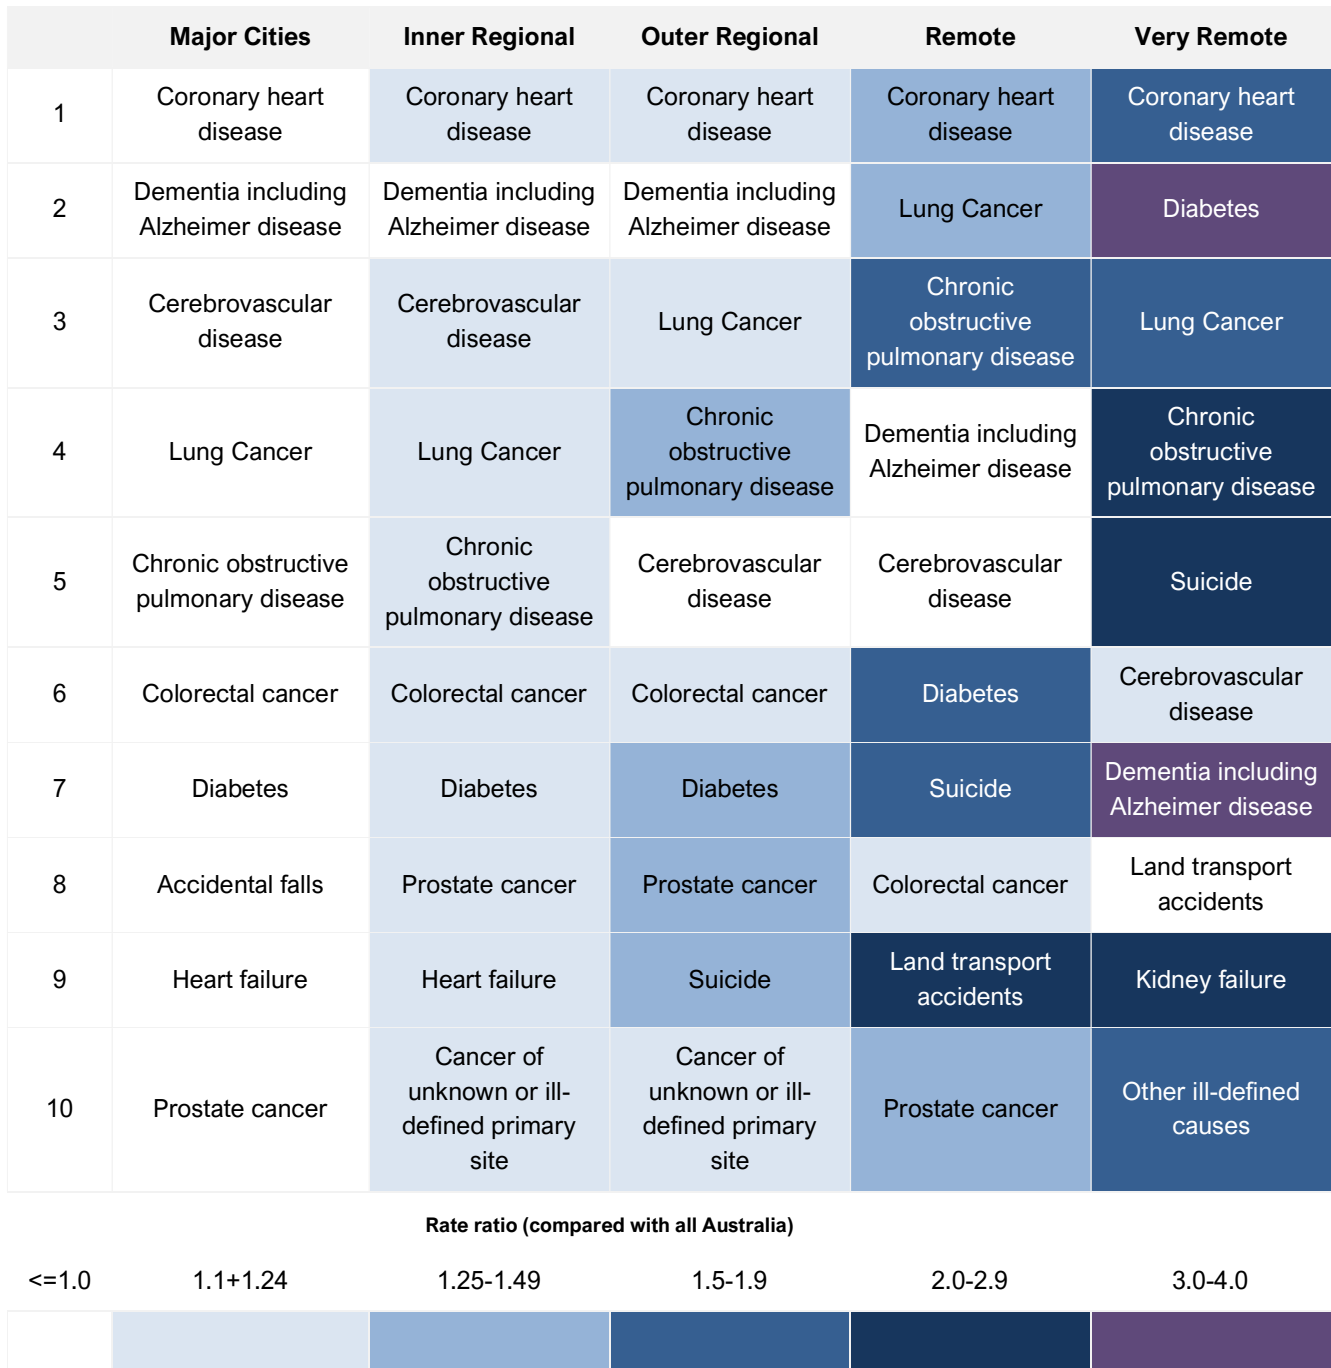 Major Cities Inner Regional Outer Regional Remote Very Remote
1
Coronary heart
disease
Coronary heart
disease
Coronary heart
disease
Coronary heart
disease
Coronary heart
disease
2
Dementia including
Alzheimer disease
Dementia including
Alzheimer disease
Dementia including
Alzheimer disease
Lung Cancer
Diabetes
3
Cerebrovascular
disease
Cerebrovascular
disease
Lung Cancer
Chronic
obstructive
pulmonary disease
Lung Cancer
4
Lung Cancer
Lung Cancer
Chronic
obstructive
pulmonary disease
Dementia including
Alzheimer disease
Chronic
obstructive
pulmonary disease
5
Chronic obstructive
pulmonary disease
Chronic
obstructive
pulmonary disease
Cerebrovascular
disease
Cerebrovascular
disease
Suicide
6
Colorectal cancer
Colorectal cancer
Colorectal cancer
Diabetes
Cerebrovascular
disease
7
Diabetes
Diabetes
Diabetes
Suicide
Dementia including
Alzheimer disease
8
Accidental falls
Prostate cancer
Prostate cancer
Colorectal cancer
Land transport
accidents
9
Heart failure
Heart failure
Suicide
Land transport
accidents
Kidney failure
10
Prostate cancer
Cancer of
unknown or ill-
defined primary
site
Cancer of
unknown or ill-
defined primary
site
Prostate cancer
Other ill-defined
causes
Rate ratio (compared with all Australia)
<=1.0 1.1+1.24 1.25-1.49 1.5-1.9 2.0-2.9 3.0-4.0